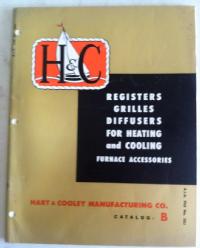 H&C
REGISTERS
GRILLES
DIFFUSERS
FOR HEATING
and COOLING
FURNACE ACCESSORIES
HART & COOLEY MANUFACTURING CO.
CATALOG- B